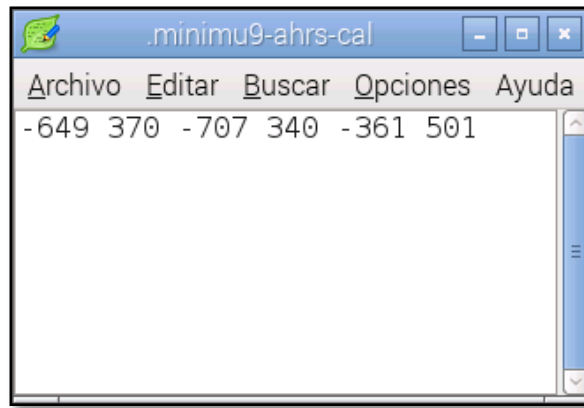 .minimu9-ahrs-cal
Archivo Editar Buscar Opciones Ayuda
-649 370 -707 340 -361 501